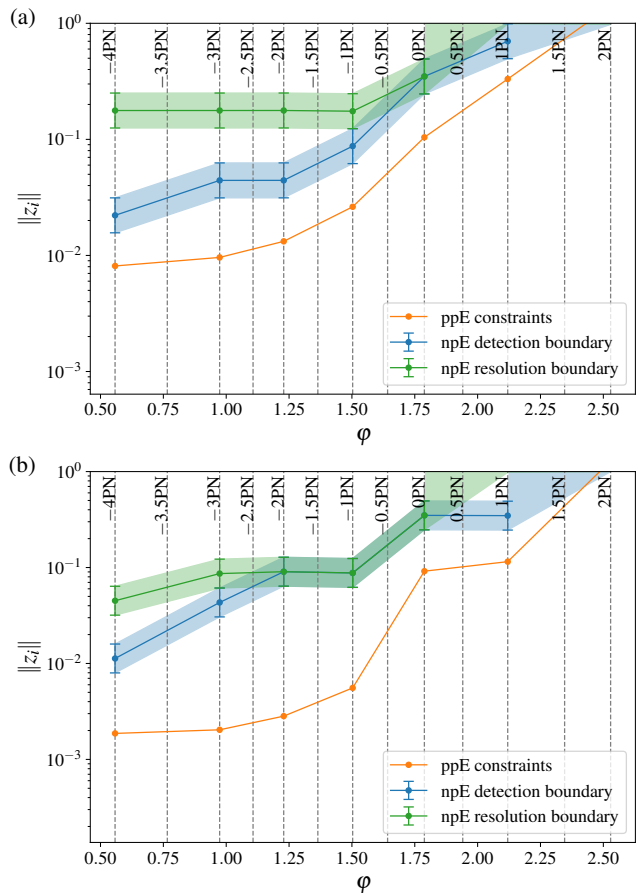 (a)
10⁰
10⁻¹
10⁻²
10⁻³
||z_i||
−4PN
−3.5PN
−3PN
−2.5PN
−2PN
−1.5PN
−1PN
−0.5PN
0PN
0.5PN
1PN
1.5PN
2PN
ppE constraints
npE detection boundary
npE resolution boundary
0.50 0.75 1.00 1.25 1.50 1.75 2.00 2.25 2.50
φ
(b)
10⁰
10⁻¹
10⁻²
10⁻³
||z_i||
−4PN
−3.5PN
−3PN
−2.5PN
−2PN
−1.5PN
−1PN
−0.5PN
0PN
0.5PN
1PN
1.5PN
2PN
ppE constraints
npE detection boundary
npE resolution boundary
0.50 0.75 1.00 1.25 1.50 1.75 2.00 2.25 2.50
φ